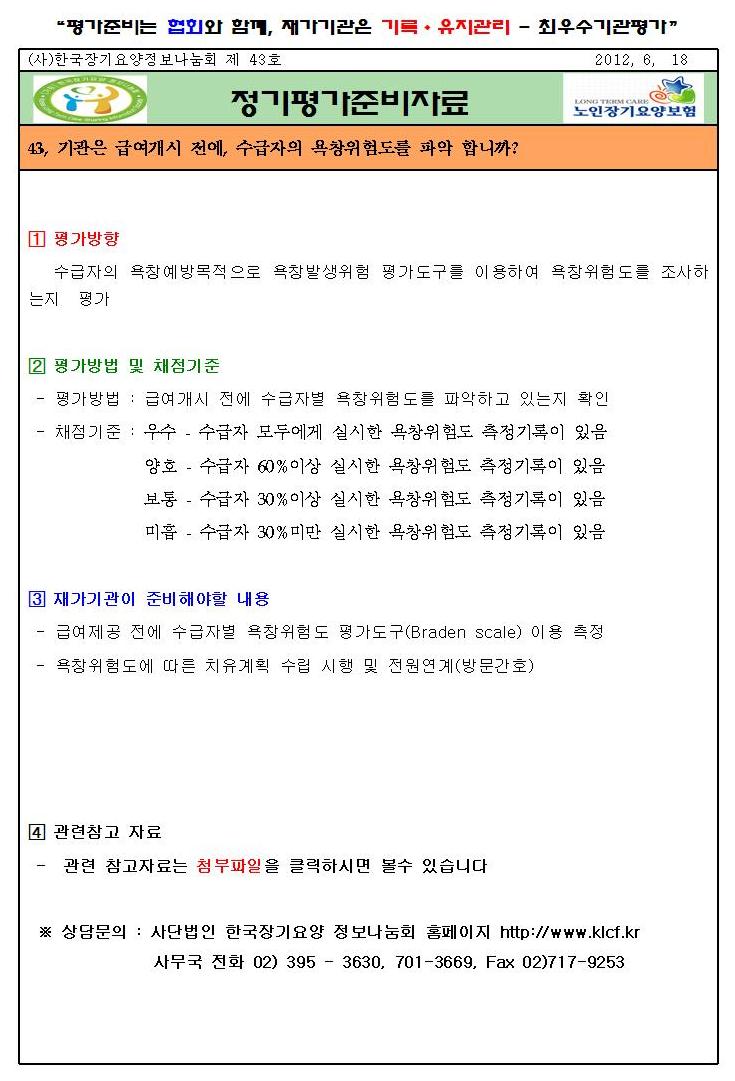 “평가준비는 협회와 함께, 재가기관은 기록·유지관리 - 최우수기관평가”
(사)한국장기요양정보나눔회 제 43호 2012, 6, 18
정기평가준비자료
LONG TERM CARE
노인장기요양보험
43, 기관은 급여개시 전에, 수급자의 욕창위험도를 파악 합니까?
1 평가방향
수급자의 욕창예방목적으로 욕창발생위험 평가도구를 이용하여 욕창위험도를 조사하
는지 평가
2 평가방법 및 채점기준
- 평가방법 : 급여개시 전에 수급자별 욕창위험도를 파악하고 있는지 확인
- 채점기준 : 우수 - 수급자 모두에게 실시한 욕창위험도 측정기록이 있음
양호 - 수급자 60%이상 실시한 욕창위험도 측정기록이 있음
보통 - 수급자 30%이상 실시한 욕창위험도 측정기록이 있음
미흡 - 수급자 30%미만 실시한 욕창위험도 측정기록이 있음
3 재가기관이 준비해야할 내용
- 급여제공 전에 수급자별 욕창위험도 평가도구(Braden scale) 이용 측정
- 욕창위험도에 따른 치유계획 수립 시행 및 전원연계(방문간호)
4 관련참고 자료
- 관련 참고자료는 첨부파일을 클릭하시면 볼수 있습니다
※ 상담문의 : 사단법인 한국장기요양 정보나눔회 홈페이지 http://www.klcf.kr
사무국 전화 02) 395 - 3630, 701-3669, Fax 02)717-9253